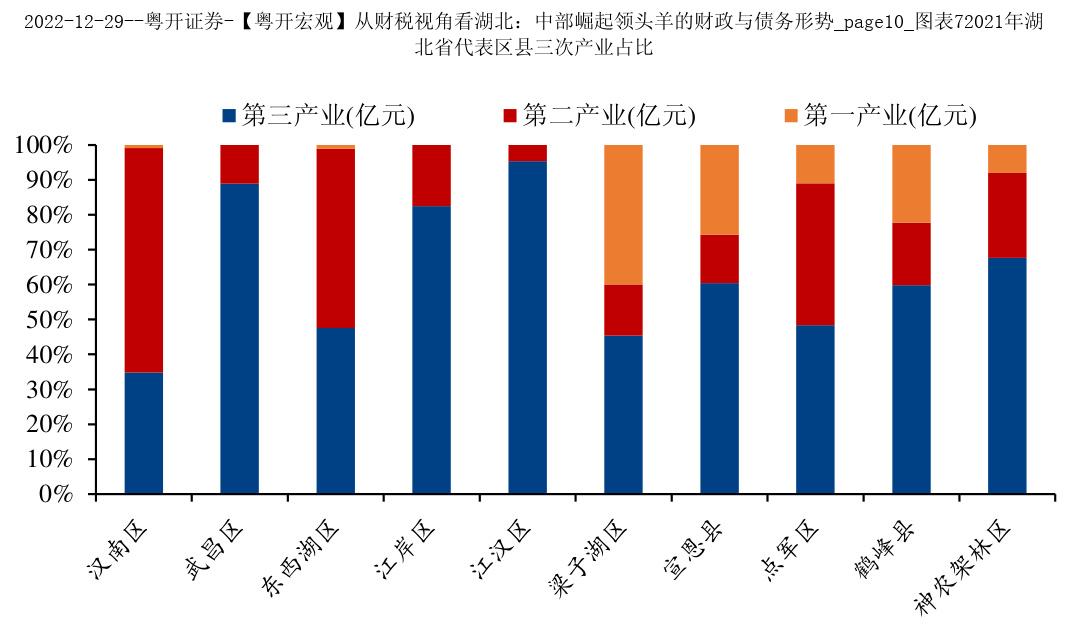 2022-12-29--粤开证券-【粤开宏观】从财税视角看湖北：中部崛起领头羊的财政与债务形势_page10_图表72021年湖
北省代表区县三次产业占比
第三产业(亿元) 第二产业(亿元) 第一产业(亿元)
100%
90%
80%
70%
60%
50%
40%
30%
20%
10%
0%
汉南区
武昌区
东西湖区
江岸区
江汉区
梁子湖区
宣恩县
点军区
鹤峰县
神农架林区